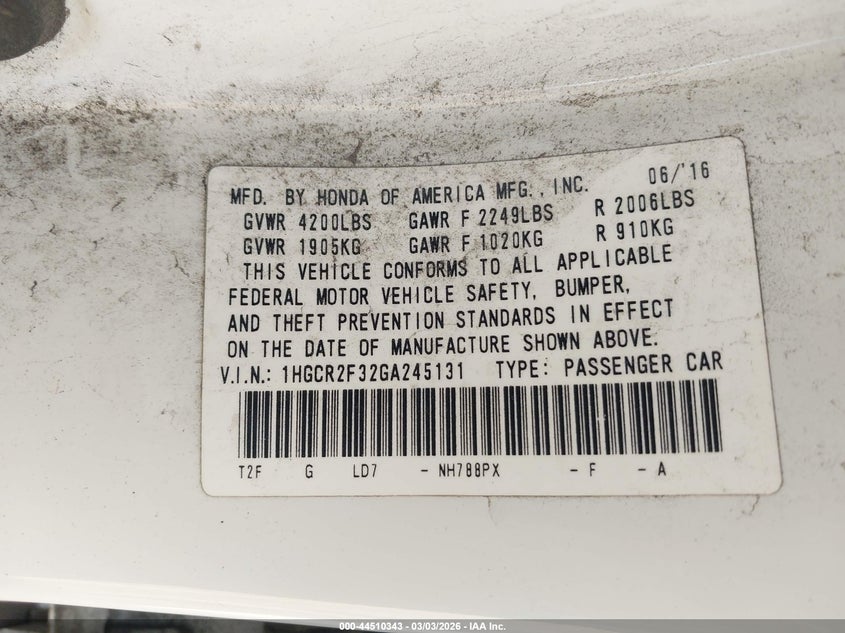 MFD. BY HONDA OF AMERICA MFG., INC. 06/'16
GVWR 4200LBS GAWR F 2249LBS R 2006LBS
GVWR 1905KG GAWR F 1020KG R 910KG
THIS VEHICLE CONFORMS TO ALL APPLICABLE
FEDERAL MOTOR VEHICLE SAFETY, BUMPER,
AND THEFT PREVENTION STANDARDS IN EFFECT
ON THE DATE OF MANUFACTURE SHOWN ABOVE.
V.I.N.: 1HGCR2F32GA245131 TYPE: PASSENGER CAR
T2F G LD7 - NH788PX - F - A
000-44510343 - 03/03/2026 - IAA Inc.